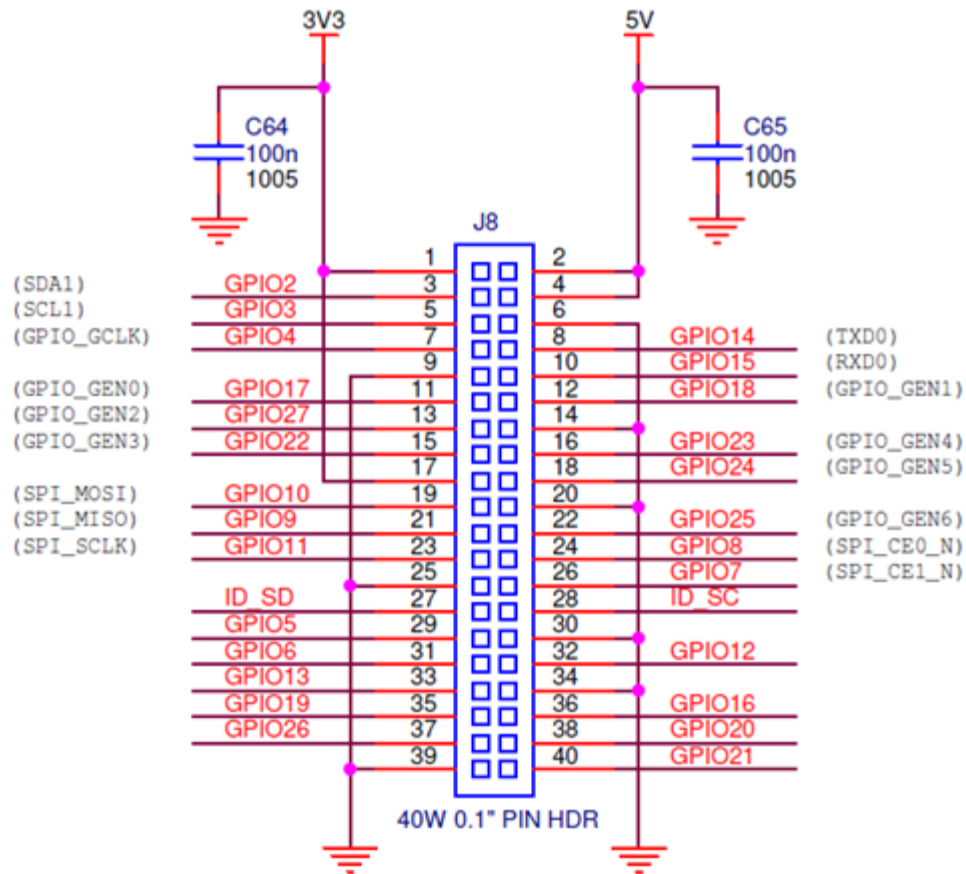 3V3 5V
C64 C65
100n 100n
1005 1005
J8
1 2
(SDA1) GPIO2 3 4
(SCL1) GPIO3 5 6
(GPIO_GCLK) GPIO4 7 8 GPIO14 (TXD0)
9 10 GPIO15 (RXD0)
(GPIO_GEN0) GPIO17 11 12 GPIO18 (GPIO_GEN1)
(GPIO_GEN2) GPIO27 13 14
(GPIO_GEN3) GPIO22 15 16 GPIO23 (GPIO_GEN4)
17 18 GPIO24 (GPIO_GEN5)
(SPI_MOSI) GPIO10 19 20
(SPI_MISO) GPIO9 21 22 GPIO25 (GPIO_GEN6)
(SPI_SCLK) GPIO11 23 24 GPIO8 (SPI_CE0_N)
25 26 GPIO7 (SPI_CE1_N)
ID_SD 27 28 ID_SC
GPIO5 29 30
GPIO6 31 32 GPIO12
GPIO13 33 34
GPIO19 35 36 GPIO16
GPIO26 37 38 GPIO20
39 40 GPIO21
40W 0.1" PIN HDR